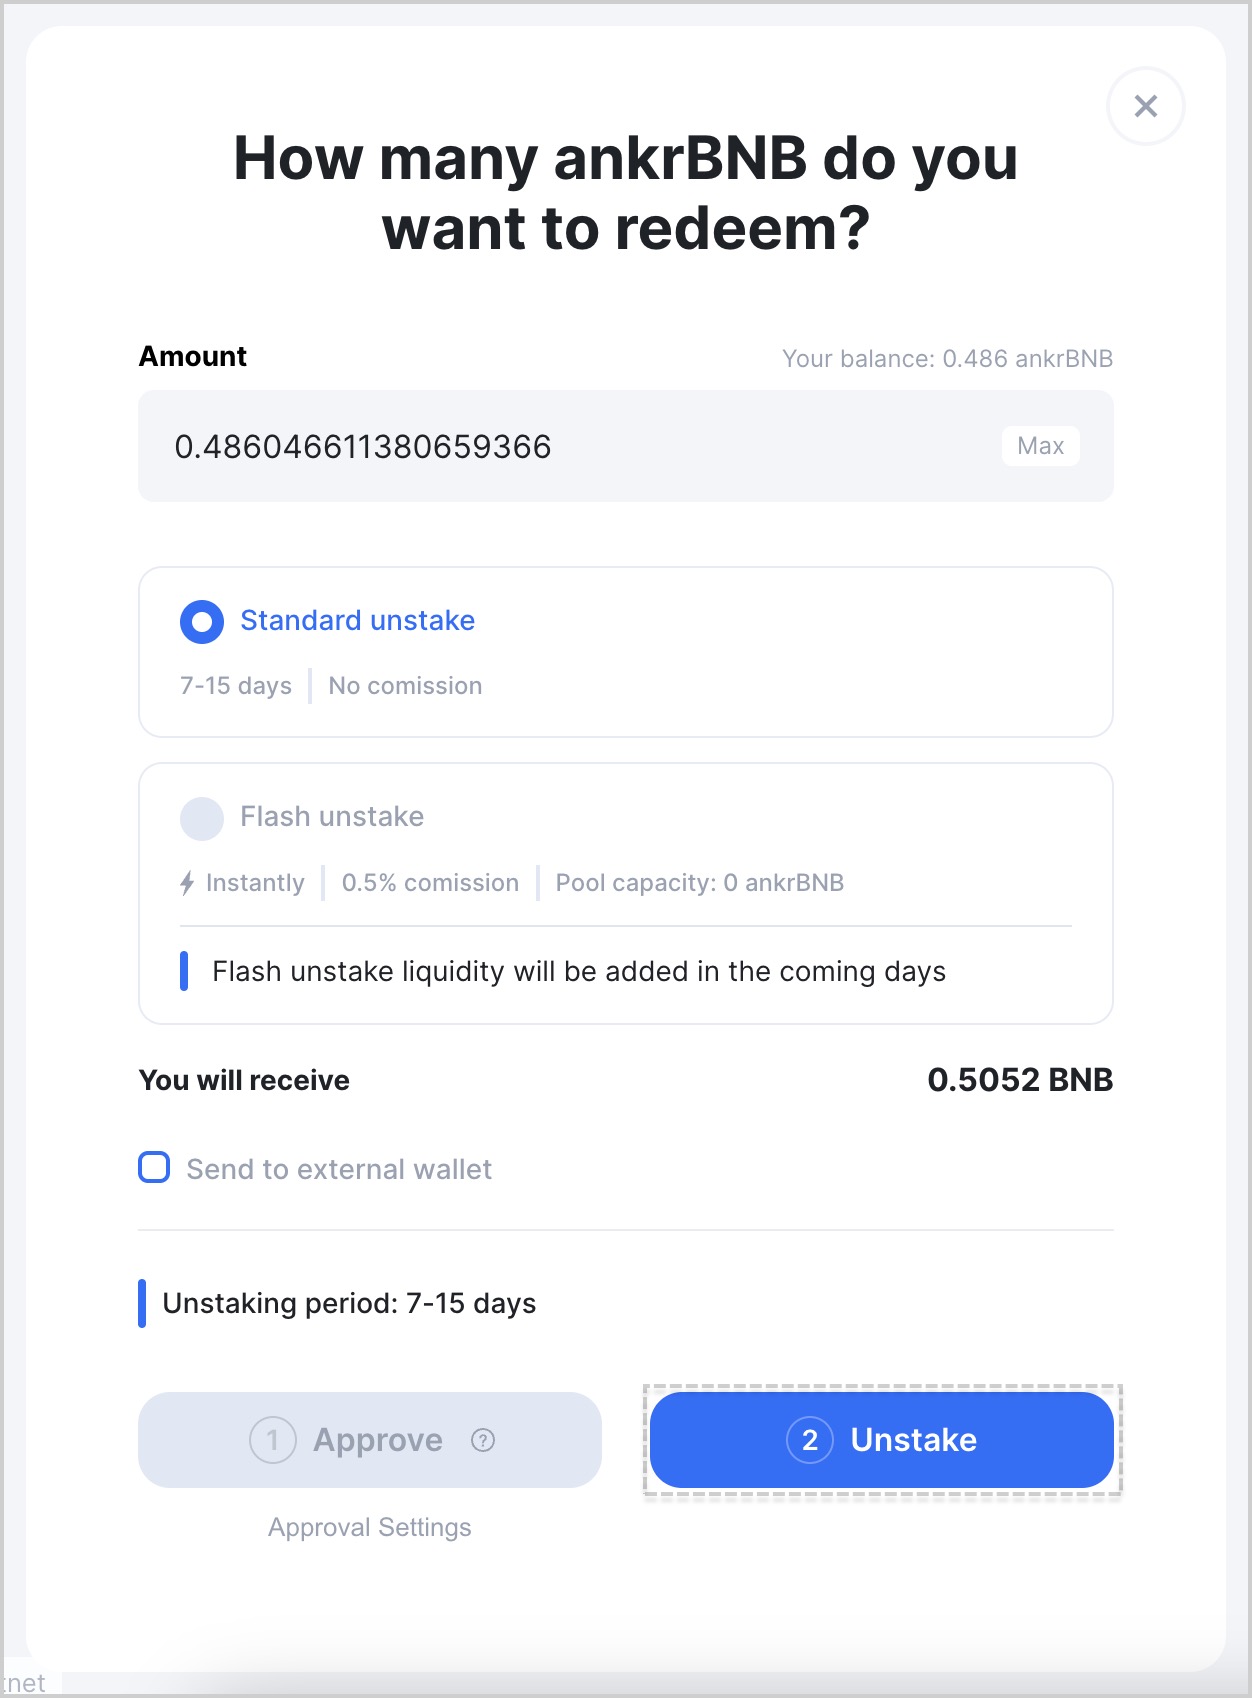 How many ankrBNB do you
want to redeem?
Amount
Your balance: 0.486 ankrBNB
0.486046611380659366
Max
Standard unstake
7-15 days
No comission
Flash unstake
Instantly
0.5% comission
Pool capacity: 0 ankrBNB
Flash unstake liquidity will be added in the coming days
You will receive
0.5052 BNB
Send to external wallet
Unstaking period: 7-15 days
1 Approve ?
2 Unstake
Approval Settings